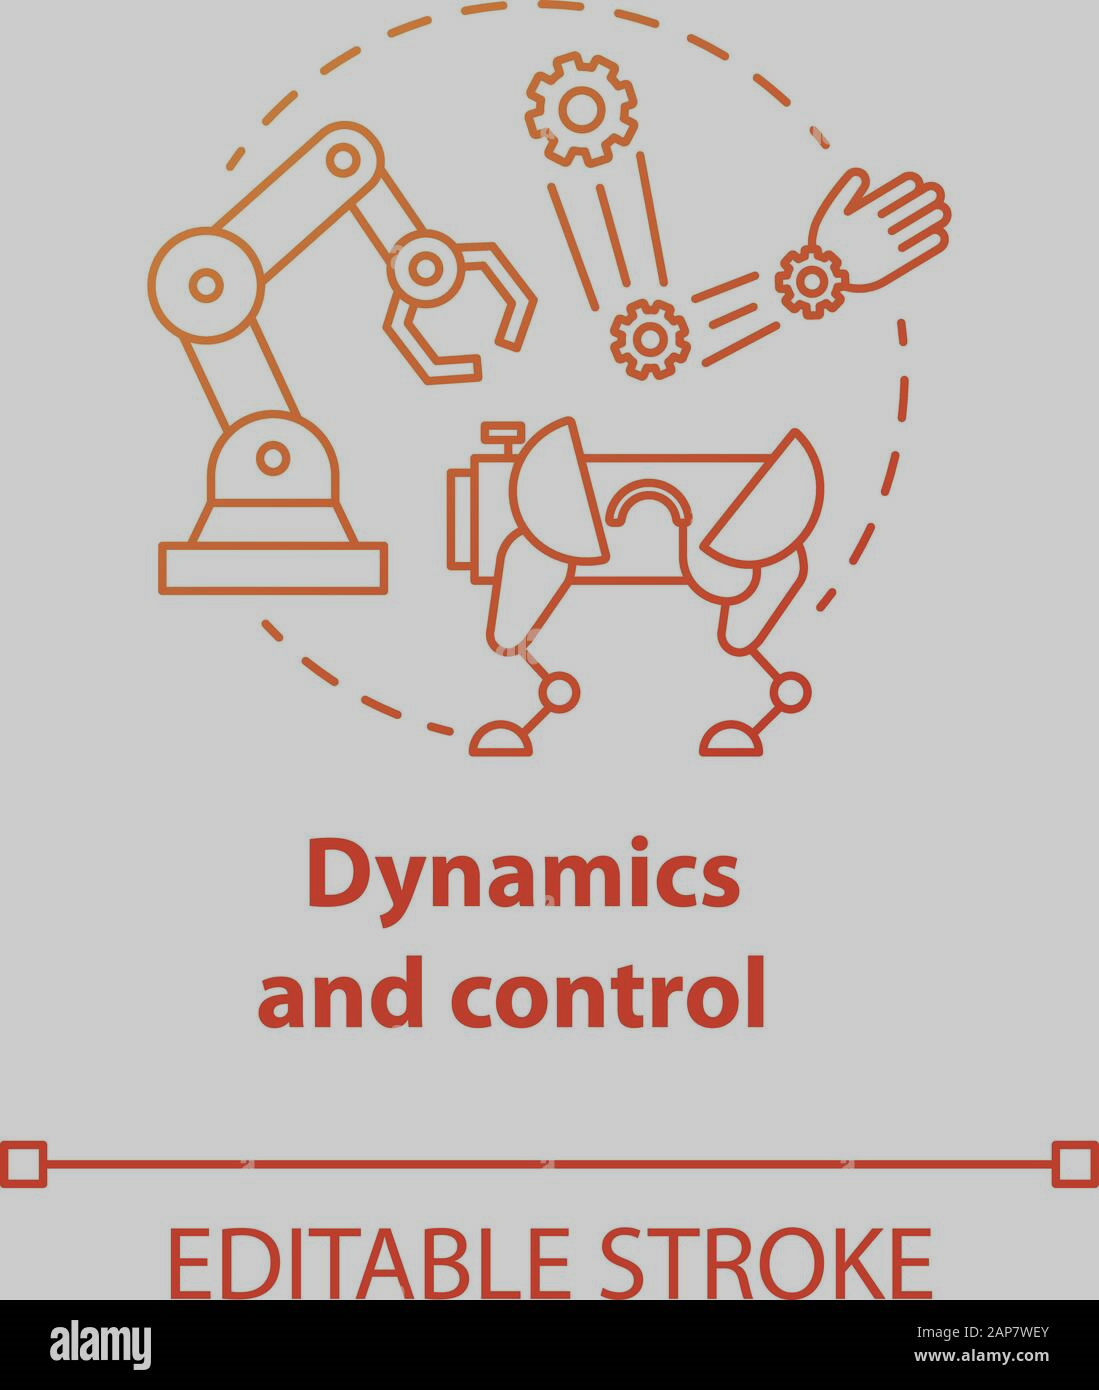 Dynamics
and control
EDITABLE STROKE
alamy
Image ID: 2AP7WEY
www.alamy.com